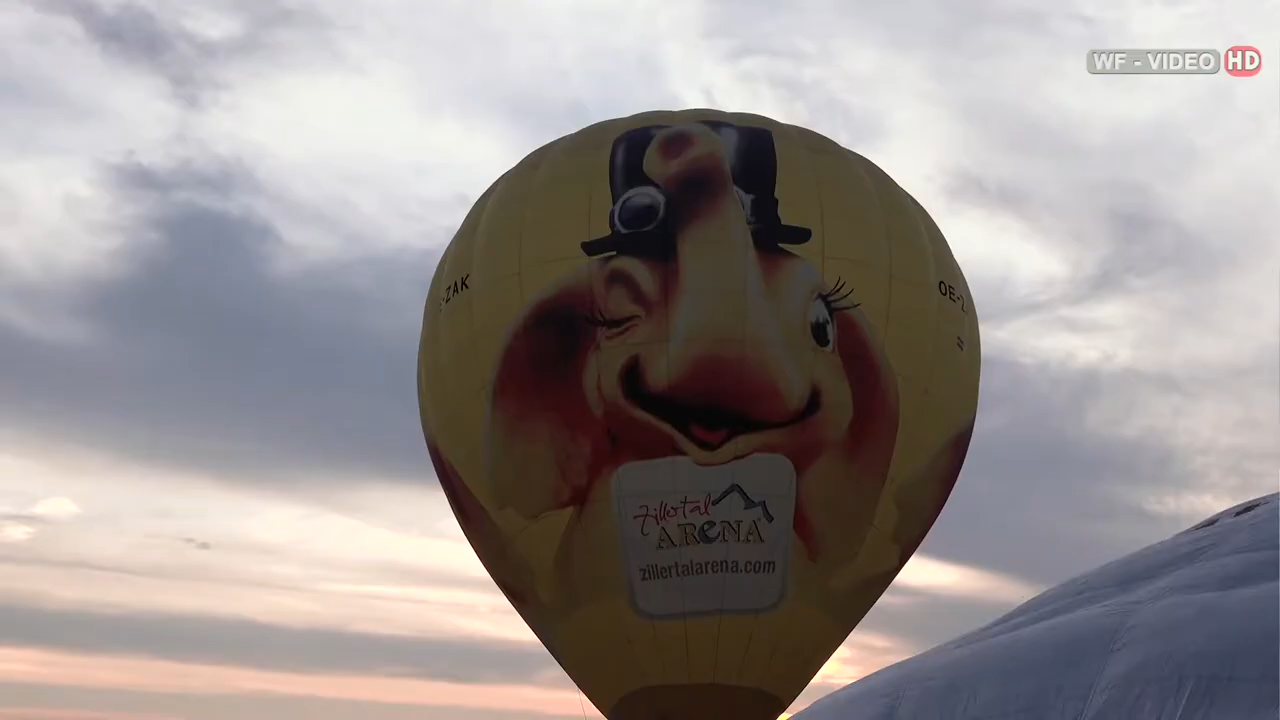 WF - VIDEO HD
-ZAK
OE-Z
Zillertal
ARENA
zillertalarena.com